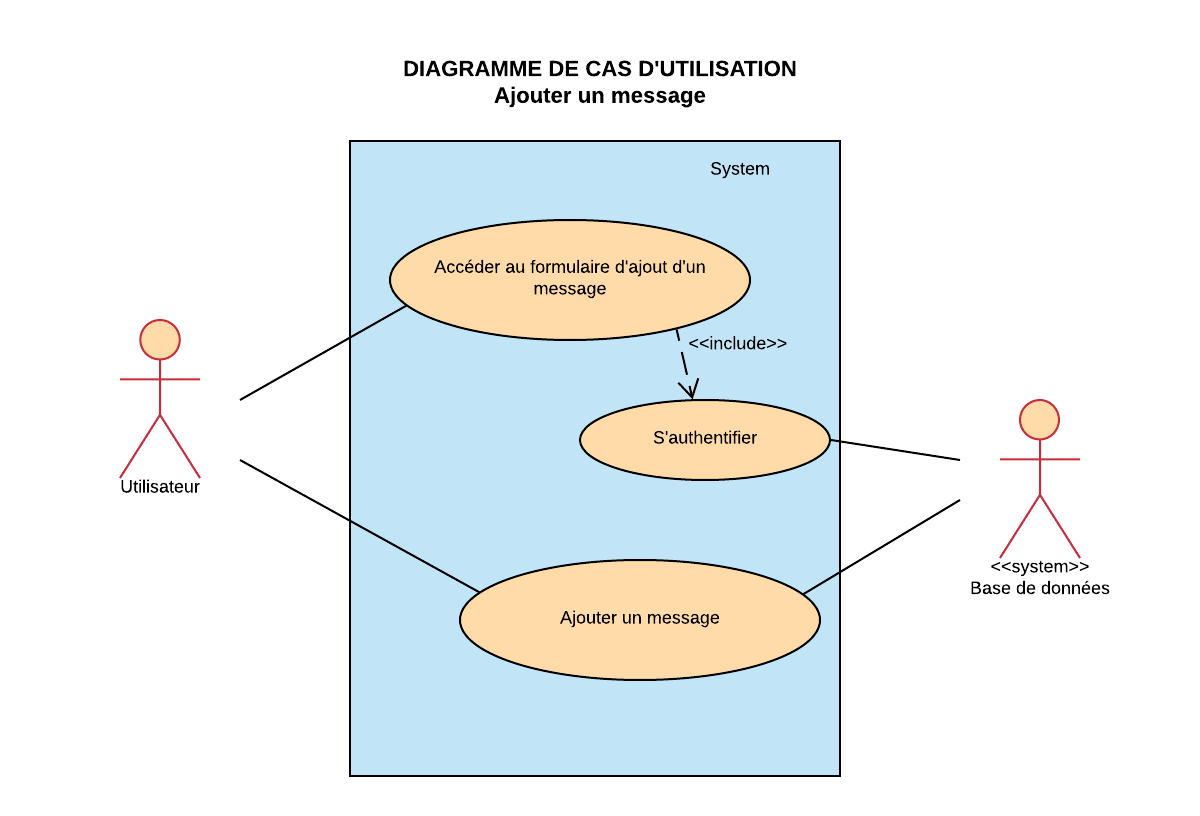 DIAGRAMME DE CAS D'UTILISATION
Ajouter un message
System
Accéder au formulaire d'ajout d'un
message
<<include>>
S'authentifier
Utilisateur
<<system>>
Base de données
Ajouter un message